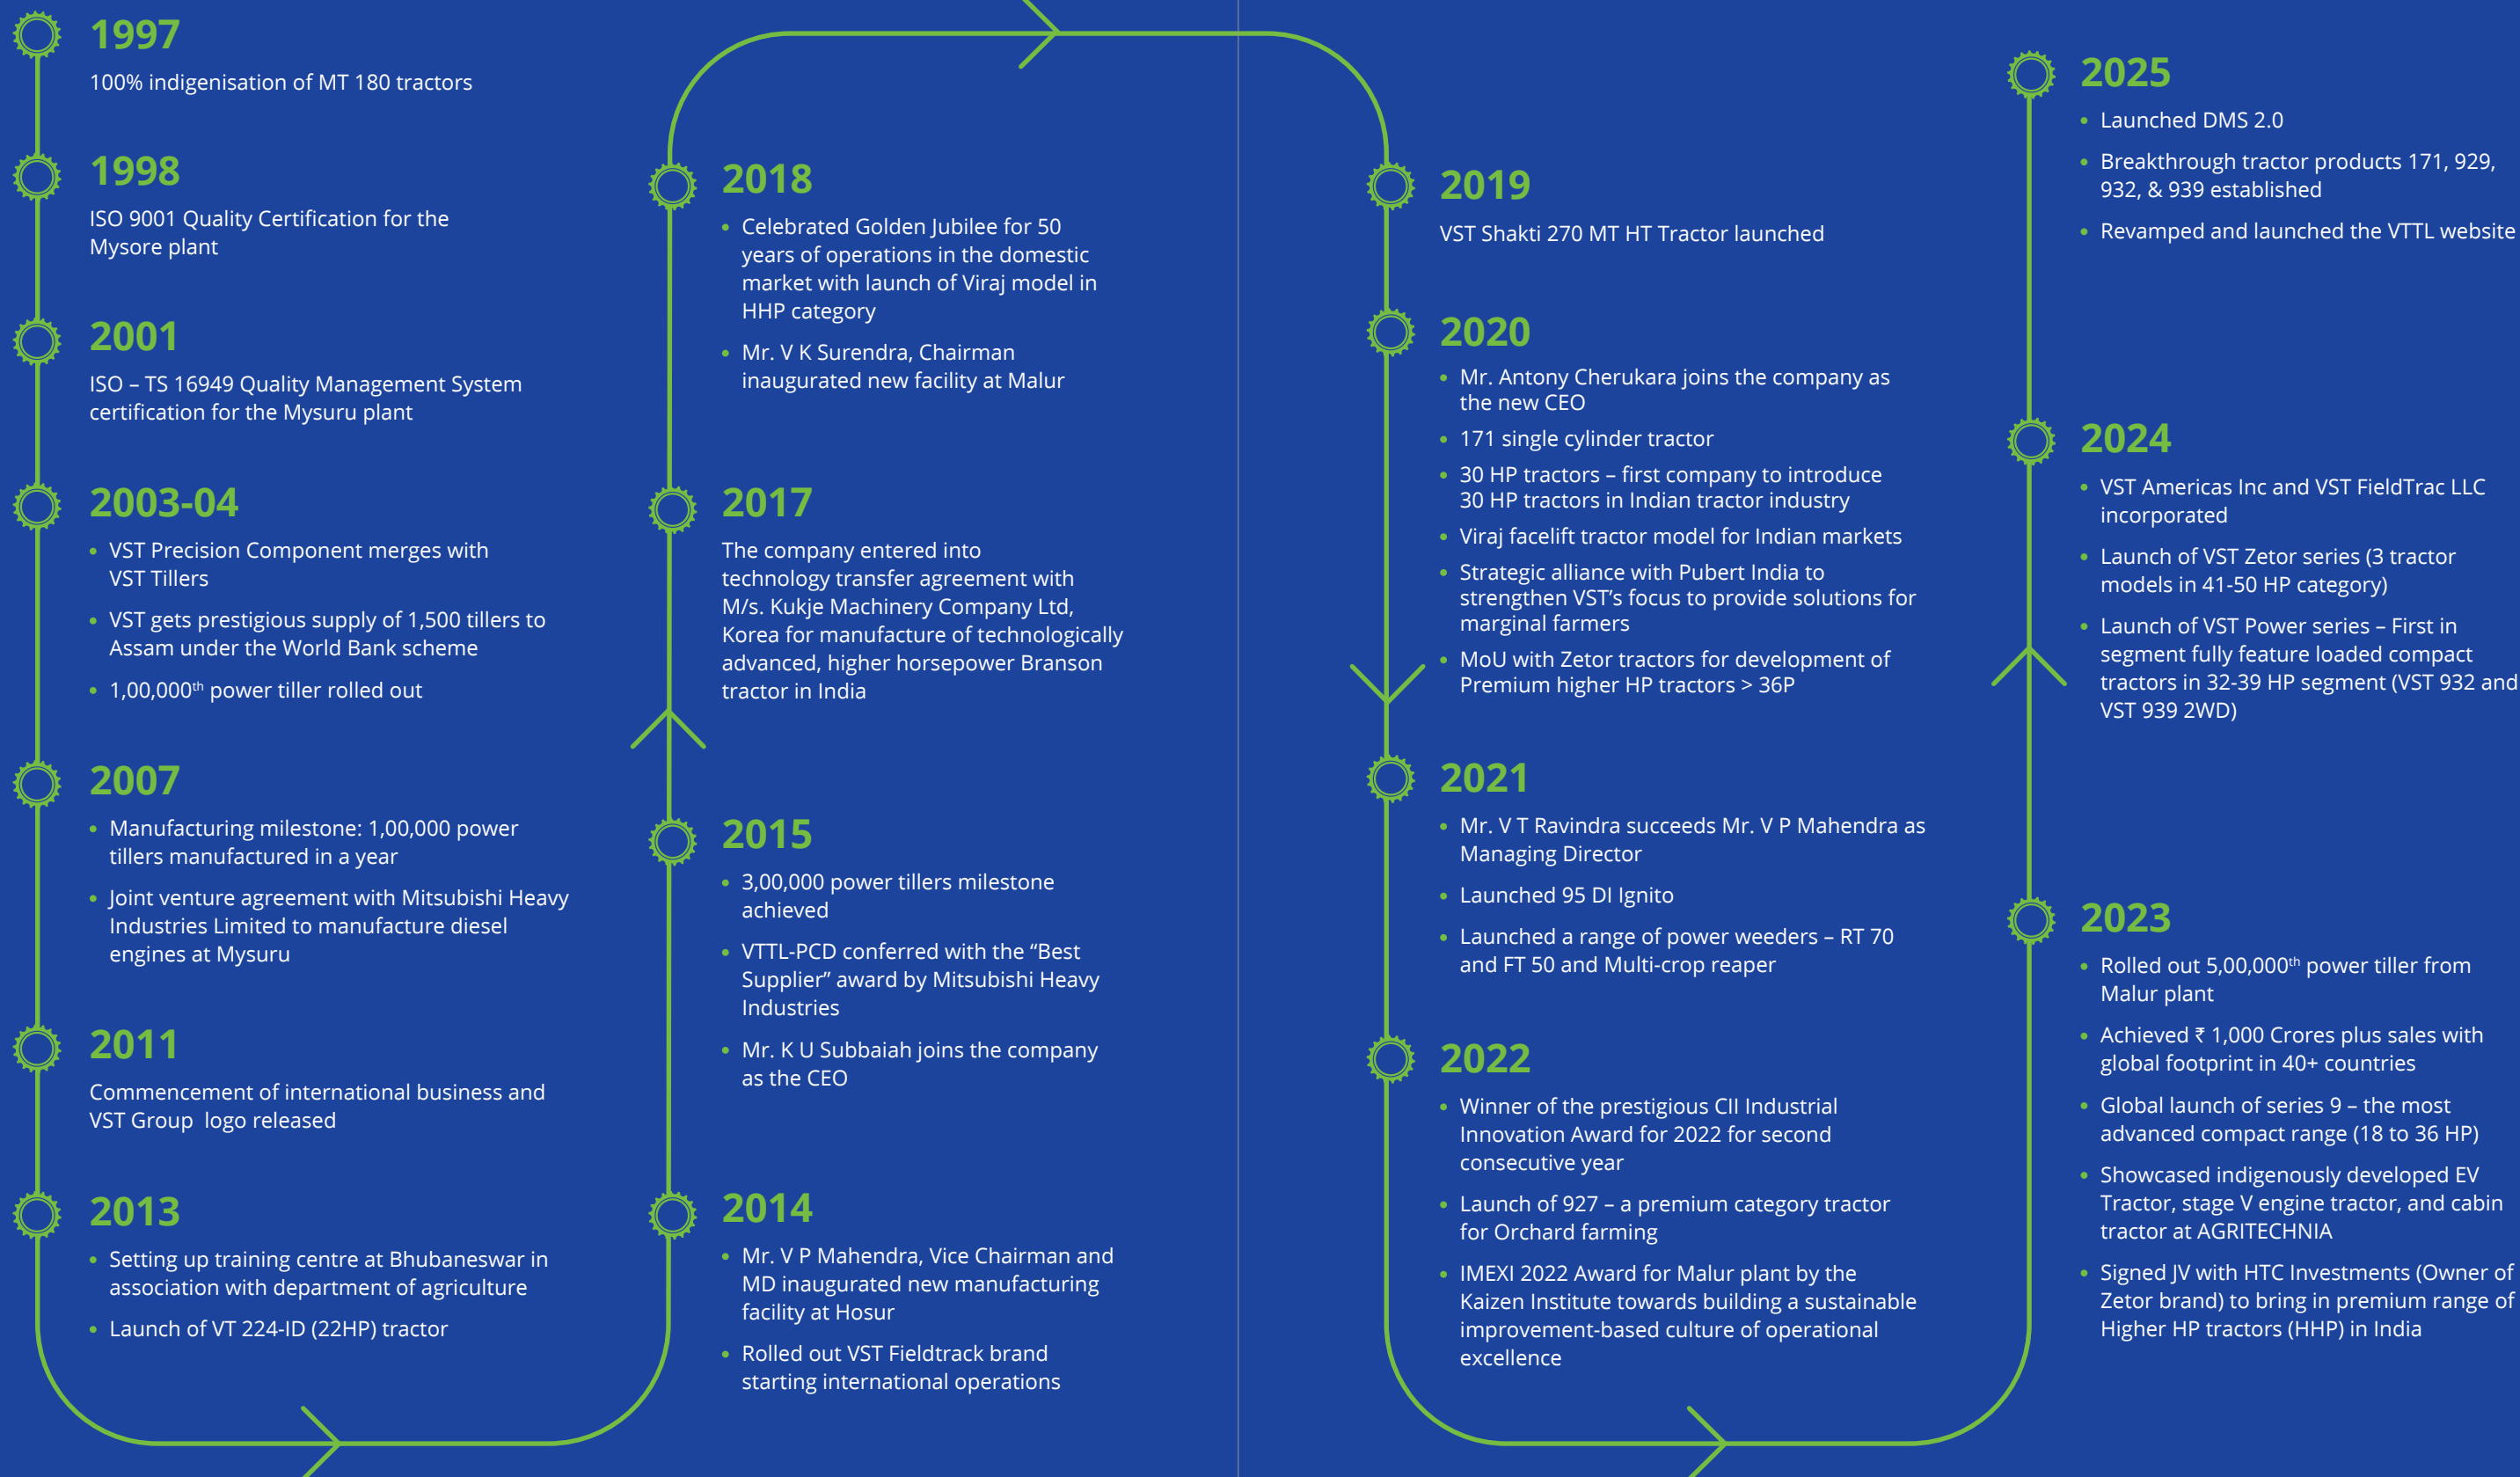 1997
100% indigenisation of MT 180 tractors
1998
ISO 9001 Quality Certification for the
Mysore plant
2001
ISO – TS 16949 Quality Management System
certification for the Mysuru plant
2003-04
• VST Precision Component merges with
VST Tillers
• VST gets prestigious supply of 1,500 tillers to
Assam under the World Bank scheme
• 1,00,000th power tiller rolled out
2007
• Manufacturing milestone: 1,00,000 power
tillers manufactured in a year
• Joint venture agreement with Mitsubishi Heavy
Industries Limited to manufacture diesel
engines at Mysuru
2011
Commencement of international business and
VST Group logo released
2013
• Setting up training centre at Bhubaneswar in
association with department of agriculture
• Launch of VT 224-ID (22HP) tractor
2014
• Mr. V P Mahendra, Vice Chairman and
MD inaugurated new manufacturing
facility at Hosur
• Rolled out VST Fieldtrack brand
starting international operations
2015
• 3,00,000 power tillers milestone
achieved
• VTTL-PCD conferred with the “Best
Supplier” award by Mitsubishi Heavy
Industries
• Mr. K U Subbaiah joins the company
as the CEO
2017
The company entered into
technology transfer agreement with
M/s. Kukje Machinery Company Ltd,
Korea for manufacture of technologically
advanced, higher horsepower Branson
tractor in India
2018
• Celebrated Golden Jubilee for 50
years of operations in the domestic
market with launch of Viraj model in
HHP category
• Mr. V K Surendra, Chairman
inaugurated new facility at Malur
2019
VST Shakti 270 MT HT Tractor launched
2020
• Mr. Antony Cherukara joins the company as
the new CEO
• 171 single cylinder tractor
• 30 HP tractors – first company to introduce
30 HP tractors in Indian tractor industry
• Viraj facelift tractor model for Indian markets
• Strategic alliance with Pubert India to
strengthen VST’s focus to provide solutions for
marginal farmers
• MoU with Zetor tractors for development of
Premium higher HP tractors > 36P
2021
• Mr. V T Ravindra succeeds Mr. V P Mahendra as
Managing Director
• Launched 95 DI Ignito
• Launched a range of power weeders – RT 70
and FT 50 and Multi-crop reaper
2022
• Winner of the prestigious CII Industrial
Innovation Award for 2022 for second
consecutive year
• Launch of 927 – a premium category tractor
for Orchard farming
• IMEXI 2022 Award for Malur plant by the
Kaizen Institute towards building a sustainable
improvement-based culture of operational
excellence
2023
• Rolled out 5,00,000th power tiller from
Malur plant
• Achieved ₹ 1,000 Crores plus sales with
global footprint in 40+ countries
• Global launch of series 9 – the most
advanced compact range (18 to 36 HP)
• Showcased indigenously developed EV
Tractor, stage V engine tractor, and cabin
tractor at AGRITECHNIA
• Signed JV with HTC Investments (Owner of
Zetor brand) to bring in premium range of
Higher HP tractors (HHP) in India
2024
• VST Americas Inc and VST FieldTrac LLC
incorporated
• Launch of VST Zetor series (3 tractor
models in 41-50 HP category)
• Launch of VST Power series – First in
segment fully feature loaded compact
tractors in 32-39 HP segment (VST 932 and
VST 939 2WD)
2025
• Launched DMS 2.0
• Breakthrough tractor products 171, 929,
932, & 939 established
• Revamped and launched the VTTL website